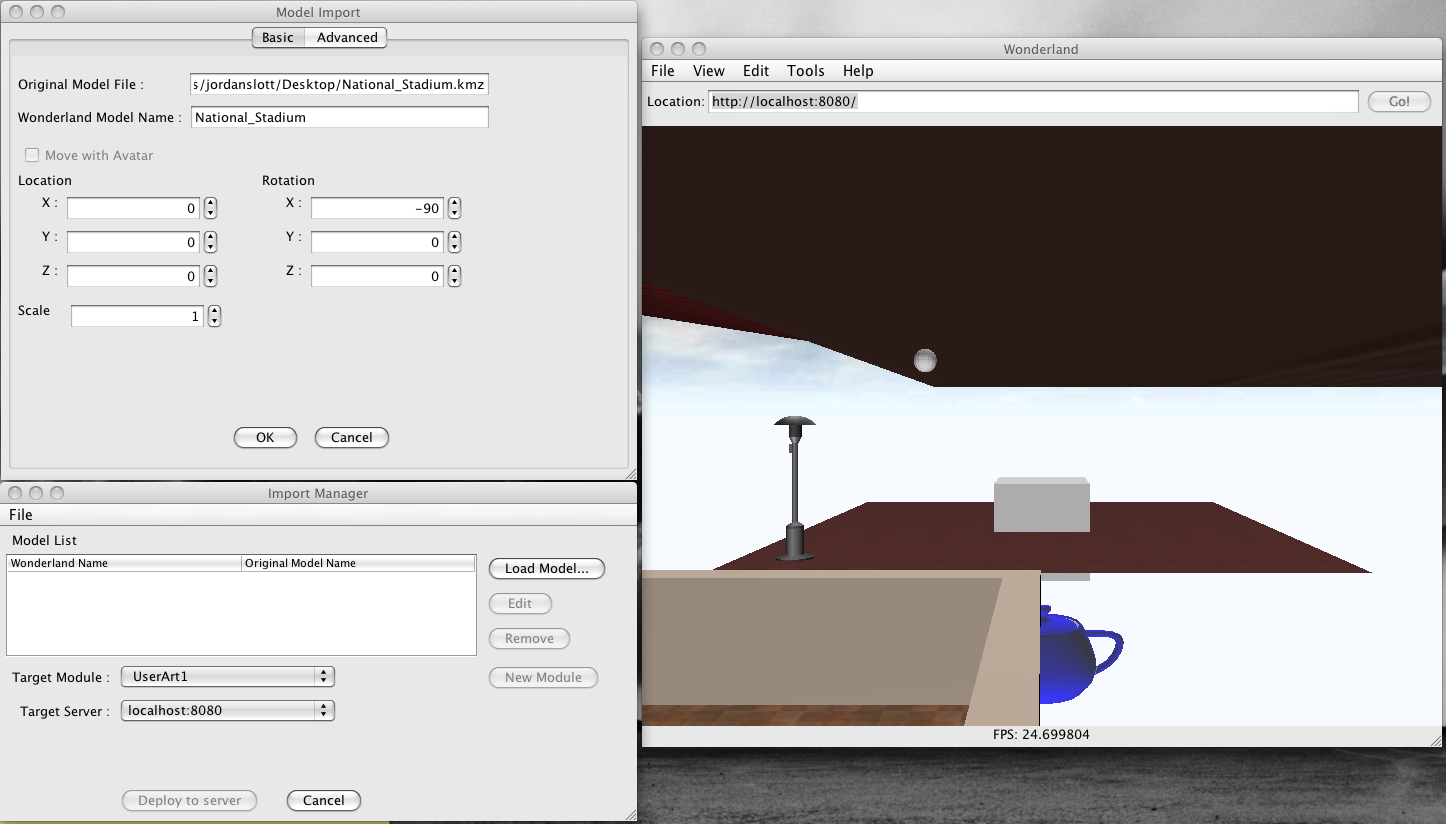 Model Import
Basic Advanced
Original Model File : s/jordanslott/Desktop/National_Stadium.kmz
Wonderland Model Name : National_Stadium
Move with Avatar
Location Rotation
X : 0 X : -90
Y : 0 Y : 0
Z : 0 Z : 0
Scale 1
OK Cancel
Import Manager
File
Model List
Wonderland Name Original Model Name
Load Model...
Edit
Remove
Target Module : UserArt1 New Module
Target Server : localhost:8080
Deploy to server Cancel
Wonderland
File View Edit Tools Help
Location: http://localhost:8080/ Go!
FPS: 24.699804